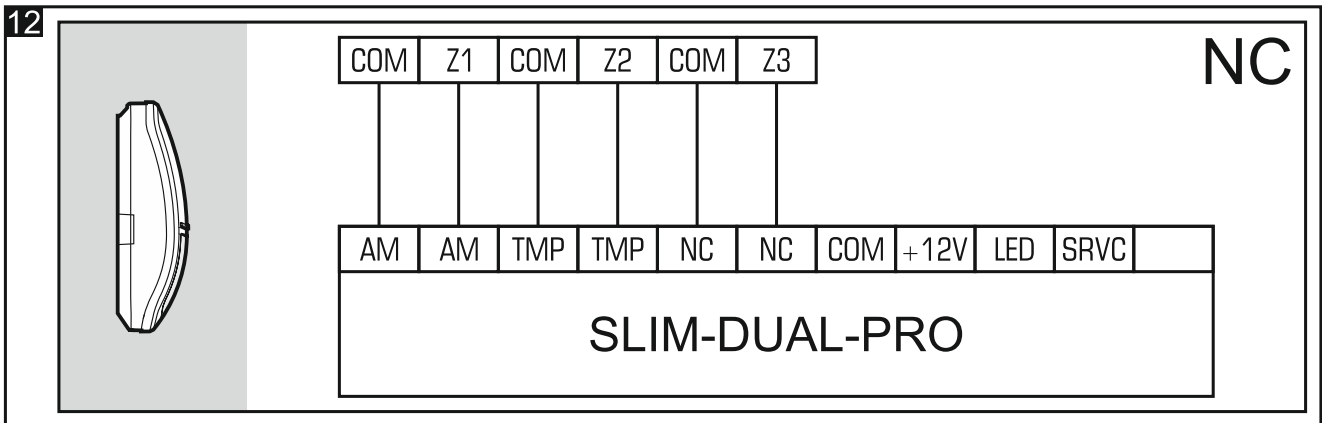 12
NC
COM Z1 COM Z2 COM Z3
AM AM TMP TMP NC NC COM +12V LED SRVC
SLIM-DUAL-PRO